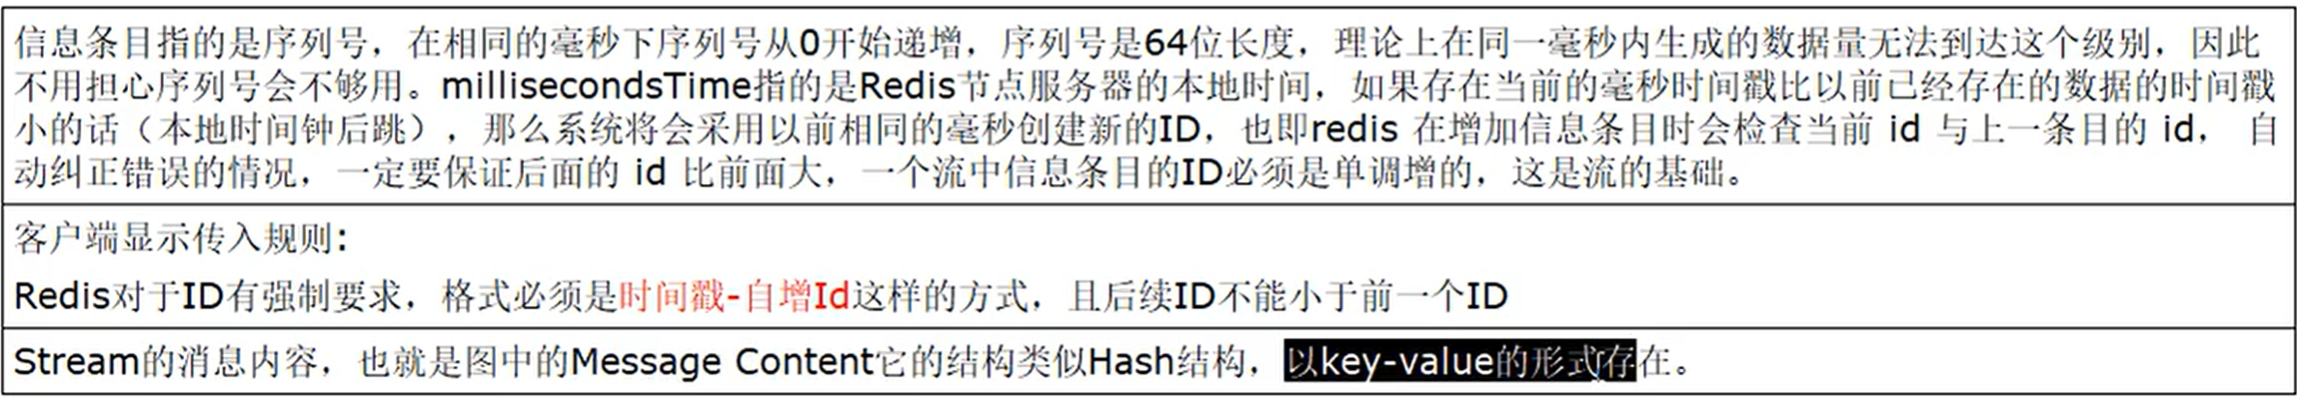 信息条目指的是序列号，在相同的毫秒下序列号从0开始递增，序列号是64位长度，理论上在同一毫秒内生成的数据量无法到达这个级别，因此
不用担心序列号会不够用。millisecondsTime指的是Redis节点服务器的本地时间，如果存在当前的毫秒时间戳比以前已经存在的数据的时间戳
小的话（本地时间钟后跳），那么系统将会采用以前相同的毫秒创建新的ID，也即redis 在增加信息条目时会检查当前 id 与上一条目的 id， 自
动纠正错误的情况，一定要保证后面的 id 比前面大，一个流中信息条目的ID必须是单调增的，这是流的基础。
客户端显示传入规则:
Redis对于ID有强制要求，格式必须是时间戳-自增Id这样的方式，且后续ID不能小于前一个ID
Stream的消息内容，也就是图中的Message Content它的结构类似Hash结构，以key-value的形式存在。